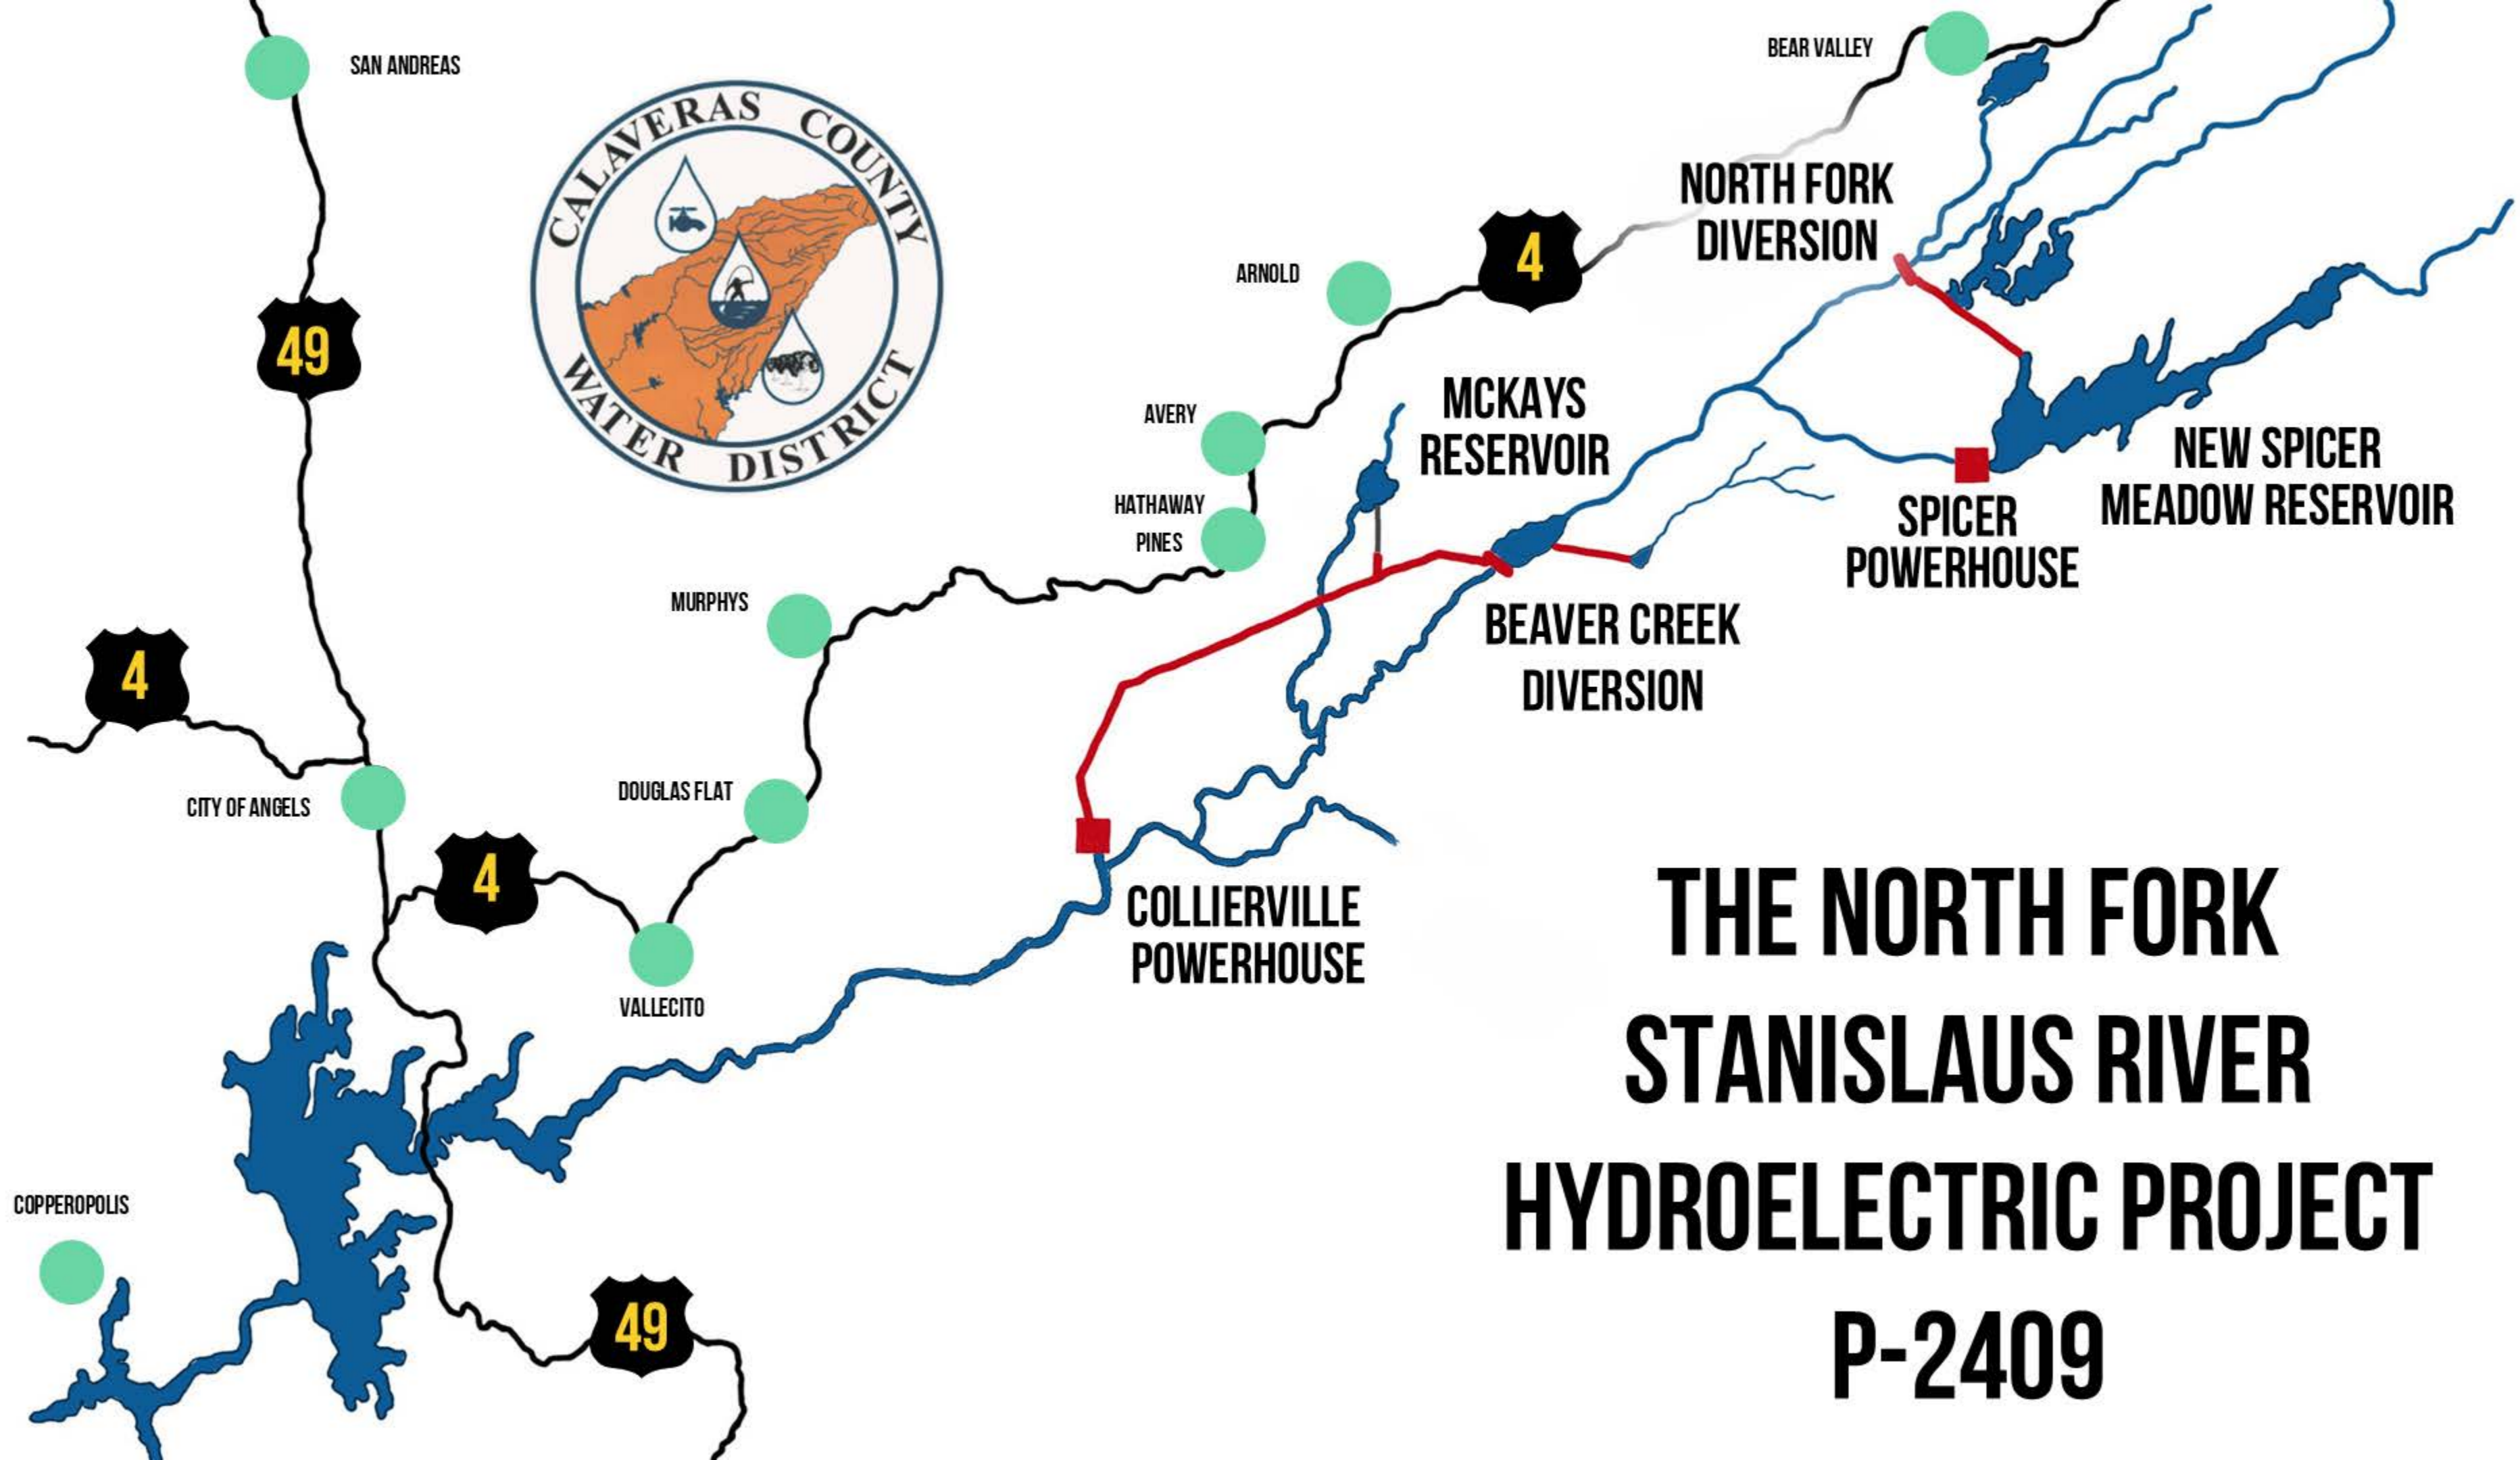 SAN ANDREAS
BEAR VALLEY
CALAVERAS COUNTY
WATER DISTRICT
NORTH FORK
DIVERSION
4
ARNOLD
49
MCKAYS
RESERVOIR
AVERY
NEW SPICER
MEADOW RESERVOIR
HATHAWAY
PINES
SPICER
POWERHOUSE
MURPHYS
BEAVER CREEK
DIVERSION
4
CITY OF ANGELS
DOUGLAS FLAT
4
COLLIERVILLE
POWERHOUSE
VALLECITO
THE NORTH FORK
STANISLAUS RIVER
HYDROELECTRIC PROJECT
P-2409
COPPEROPOLIS
49